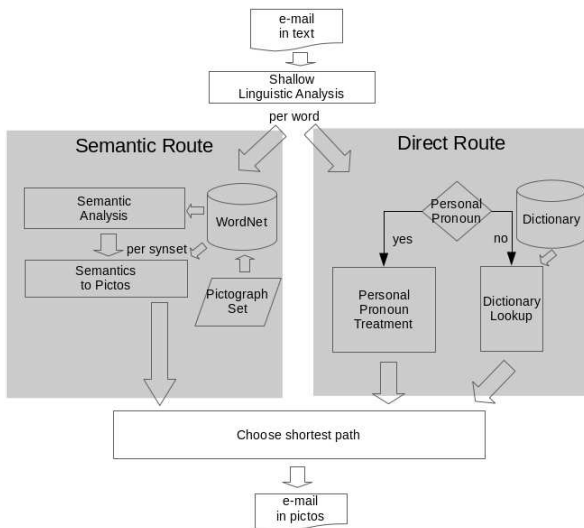 e-mail
in text
Shallow
Linguistic Analysis
per word
Semantic Route
Semantic
Analysis
WordNet
per synset
Semantics
to Pictos
Pictograph
Set
Direct Route
Personal
Pronoun
Dictionary
yes
no
Personal
Pronoun
Treatment
Dictionary
Lookup
Choose shortest path
e-mail
in pictos